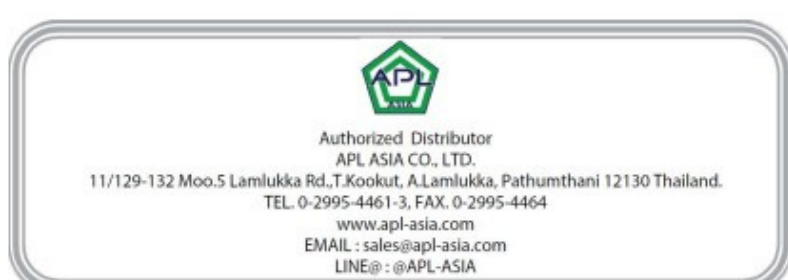 APL
ASIA
Authorized Distributor
APL ASIA CO., LTD.
11/129-132 Moo.5 Lamlukka Rd.,T.Kookut, A.Lamlukka, Pathumthani 12130 Thailand.
TEL. 0-2995-4461-3, FAX. 0-2995-4464
www.apl-asia.com
EMAIL : sales@apl-asia.com
LINE@ : @APL-ASIA